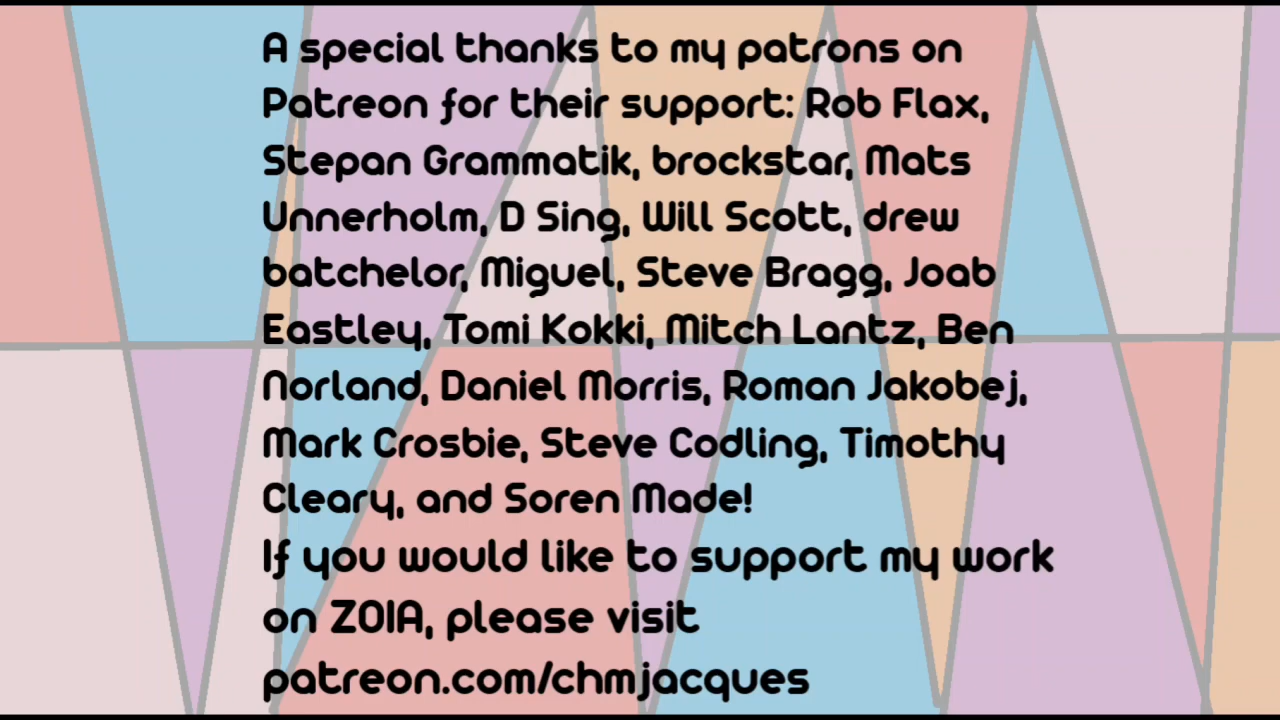 A special thanks to my patrons on
Patreon for their support: Rob Flax,
Stepan Grammatik, brockstar, Mats
Unnerholm, D Sing, Will Scott, drew
batchelor, Miguel, Steve Bragg, Joab
Eastley, Tomi Kokki, Mitch Lantz, Ben
Norland, Daniel Morris, Roman Jakobej,
Mark Crosbie, Steve Codling, Timothy
Cleary, and Soren Made!
If you would like to support my work
on ZOIA, please visit
patreon.com/chmjacques